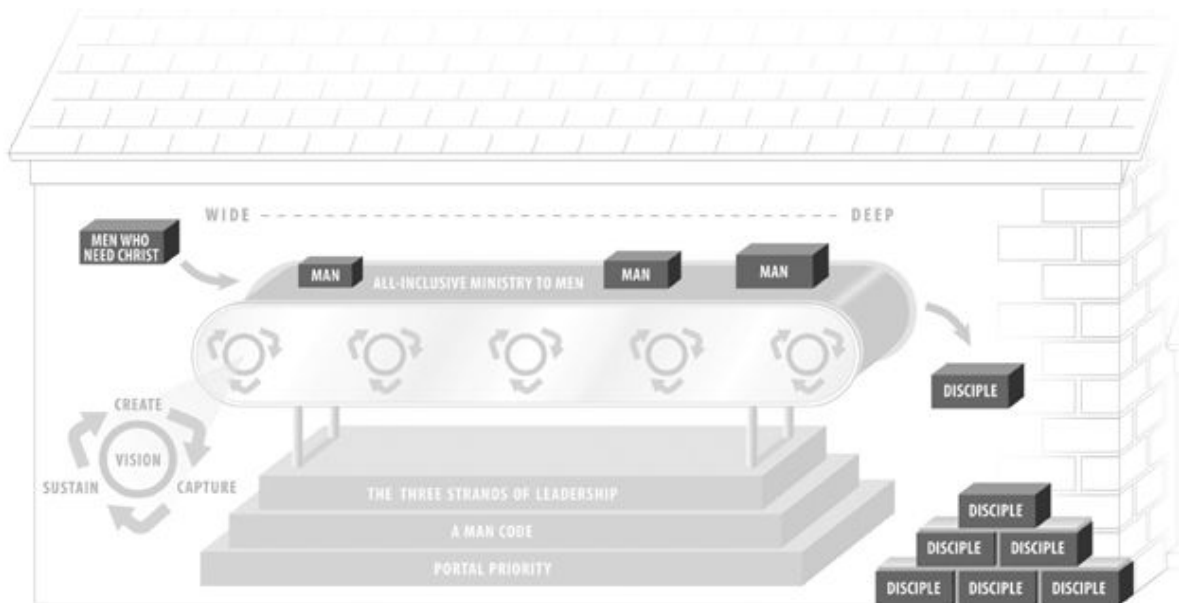 WIDE
DEEP
MEN WHO
NEED CHRIST
MAN
MAN
MAN
ALL-INCLUSIVE MINISTRY TO MEN
DISCIPLE
CREATE
VISION
SUSTAIN
CAPTURE
THE THREE STRANDS OF LEADERSHIP
A MAN CODE
PORTAL PRIORITY
DISCIPLE
DISCIPLE
DISCIPLE
DISCIPLE
DISCIPLE
DISCIPLE